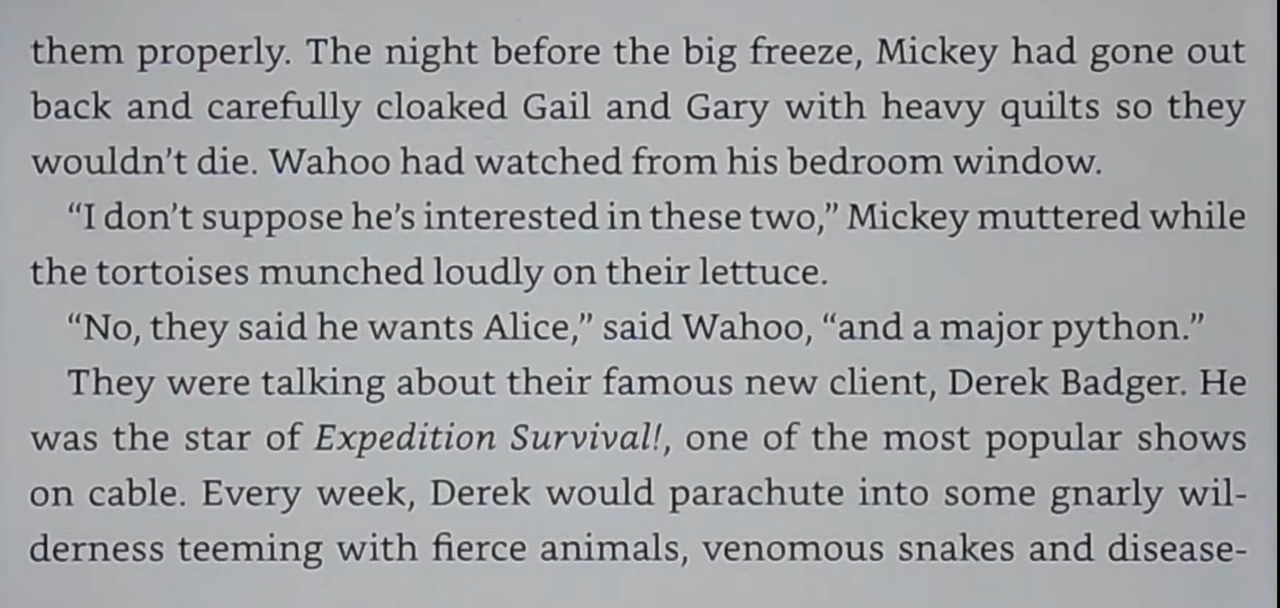 them properly. The night before the big freeze, Mickey had gone out
back and carefully cloaked Gail and Gary with heavy quilts so they
wouldn’t die. Wahoo had watched from his bedroom window.
“I don’t suppose he’s interested in these two,” Mickey muttered while
the tortoises munched loudly on their lettuce.
“No, they said he wants Alice,” said Wahoo, “and a major python.”
They were talking about their famous new client, Derek Badger. He
was the star of Expedition Survival!, one of the most popular shows
on cable. Every week, Derek would parachute into some gnarly wil-
derness teeming with fierce animals, venomous snakes and disease-